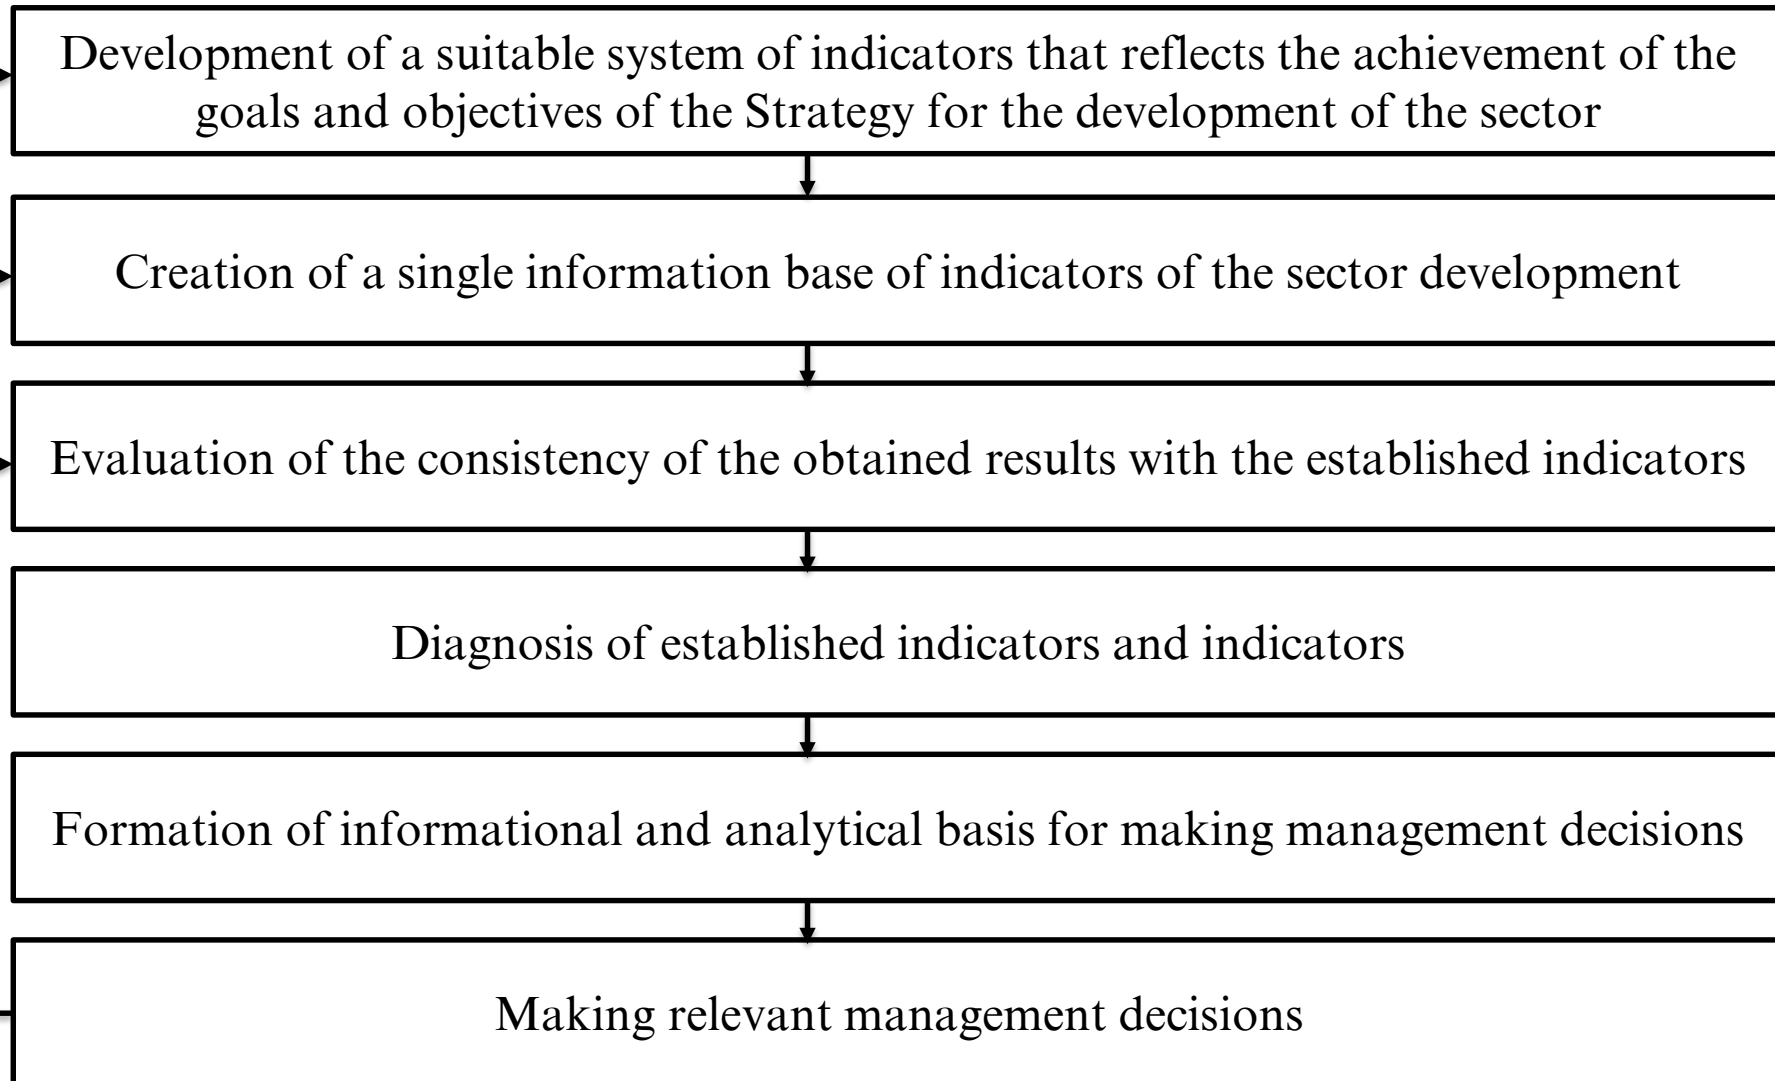 Development of a suitable system of indicators that reflects the achievement of the
goals and objectives of the Strategy for the development of the sector
Creation of a single information base of indicators of the sector development
Evaluation of the consistency of the obtained results with the established indicators
Diagnosis of established indicators and indicators
Formation of informational and analytical basis for making management decisions
Making relevant management decisions